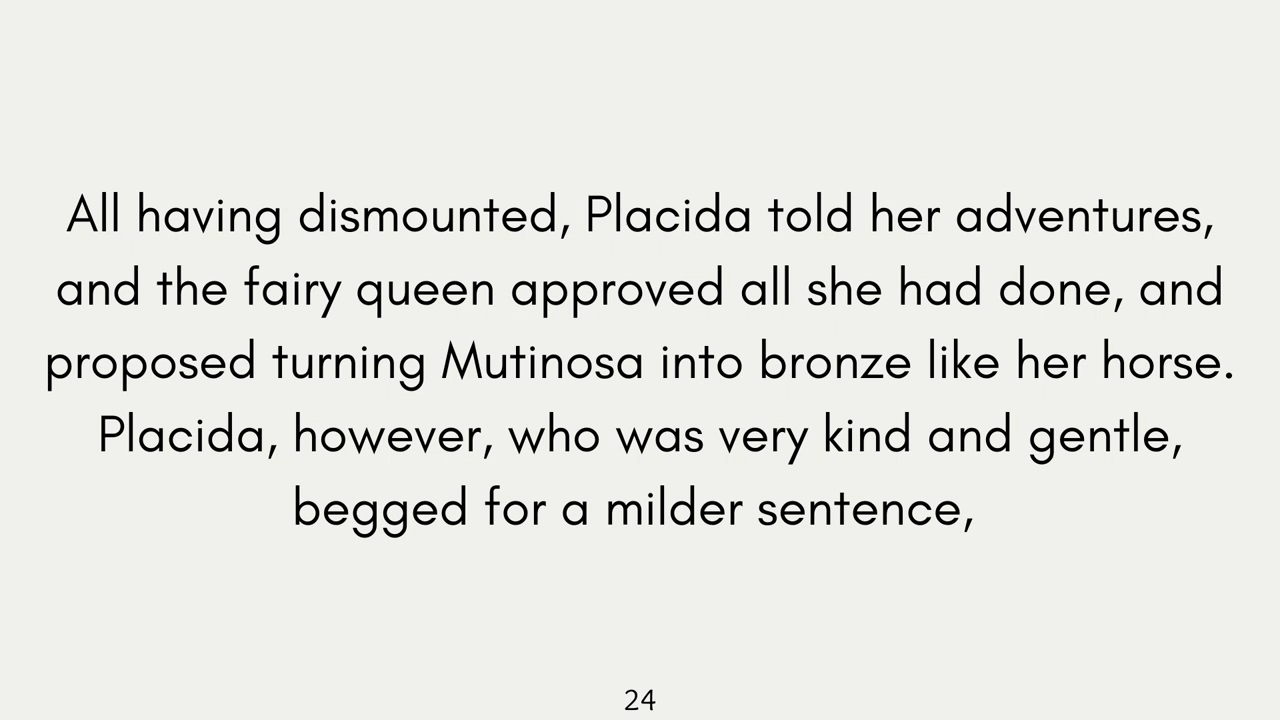 All having dismounted, Placida told her adventures,
and the fairy queen approved all she had done, and
proposed turning Mutinosa into bronze like her horse.
Placida, however, who was very kind and gentle,
begged for a milder sentence,
24